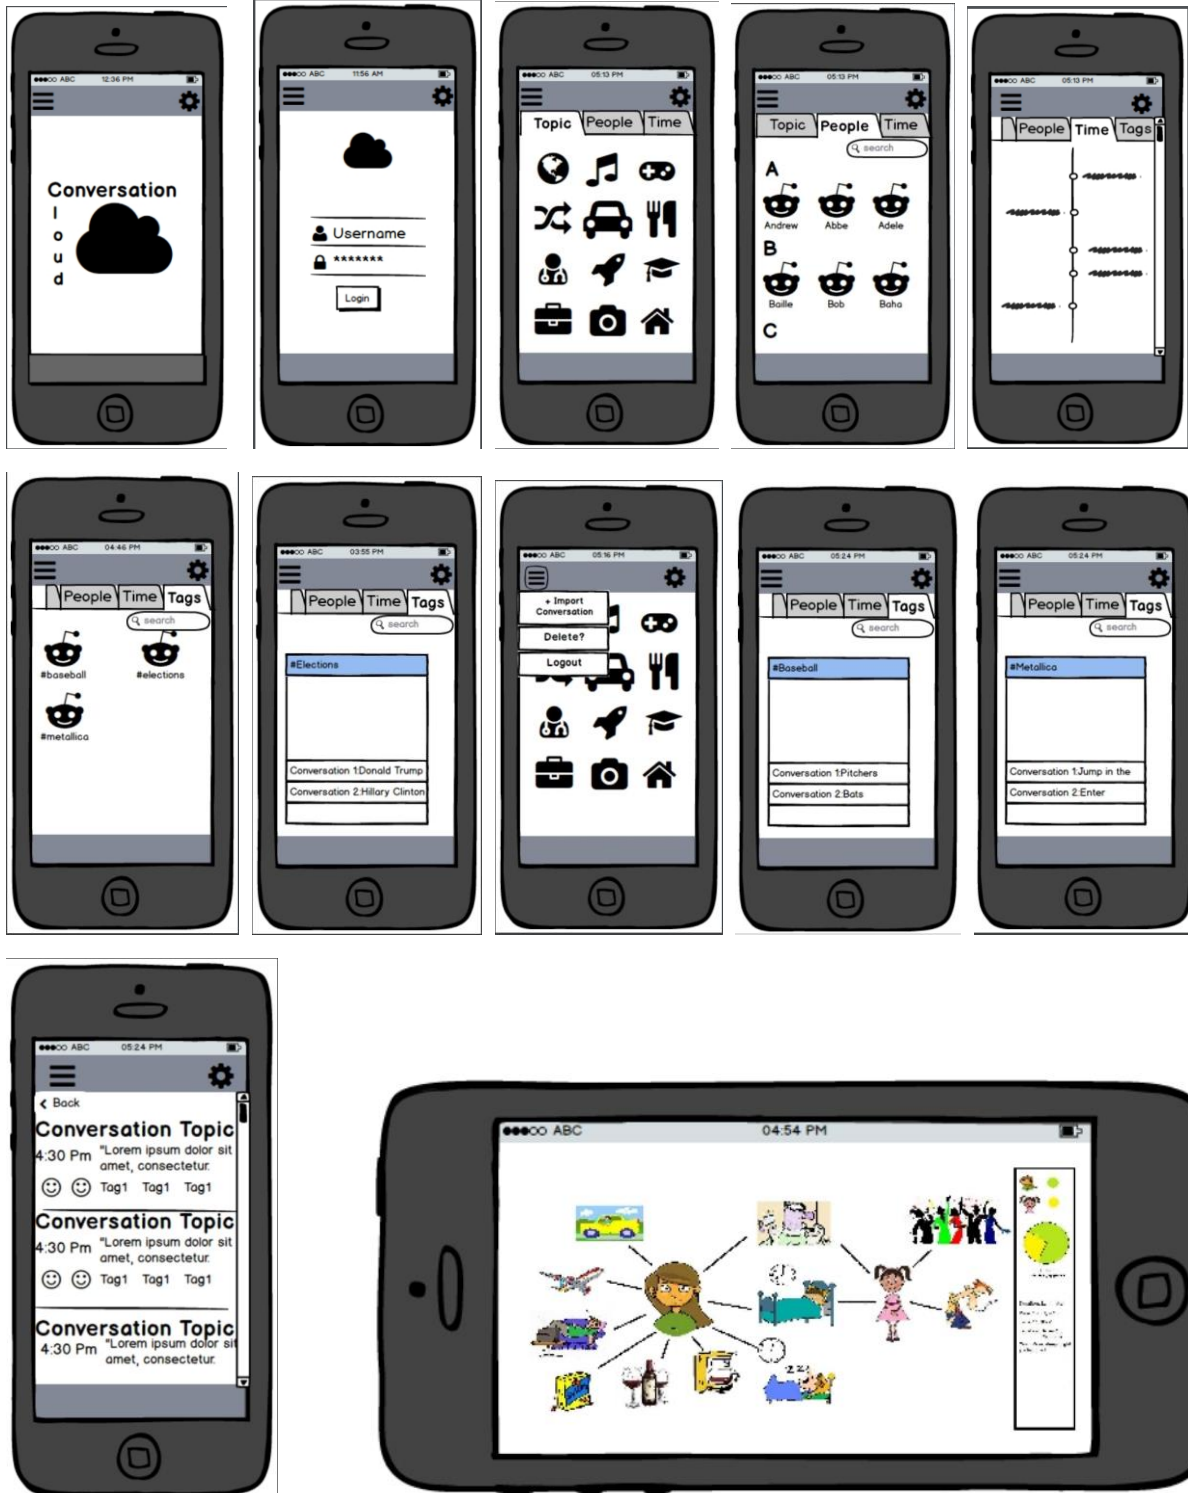 ABC 12:36 PM
Conversation
l
o
u
d
ABC 11:56 AM
Username
*******
Login
ABC 05:13 PM
Topic People Time
ABC 05:13 PM
Topic People Time
search
A
Andrew Abbe Adele
B
Baille Bob Baha
C
ABC 05:13 PM
People Time Tags
ABC 04:46 PM
People Time Tags
search
#baseball #elections
#metallica
ABC 03:55 PM
People Time Tags
search
#Elections
Conversation 1:Donald Trump
Conversation 2:Hillary Clinton
ABC 05:16 PM
+ Import
Conversation
Delete?
Logout
ABC 05:24 PM
People Time Tags
search
#Baseball
Conversation 1:Pitchers
Conversation 2:Bats
ABC 05:24 PM
People Time Tags
search
#Metallica
Conversation 1:Jump in the
Conversation 2:Enter
ABC 05:24 PM
Back
Conversation Topic
4:30 Pm "Lorem ipsum dolor sit
amet, consectetur.
Tag1 Tag1 Tag1
Conversation Topic
4:30 Pm "Lorem ipsum dolor sit
amet, consectetur.
Tag1 Tag1 Tag1
Conversation Topic
4:30 Pm "Lorem ipsum dolor sit
amet, consectetur.
ABC 04:54 PM